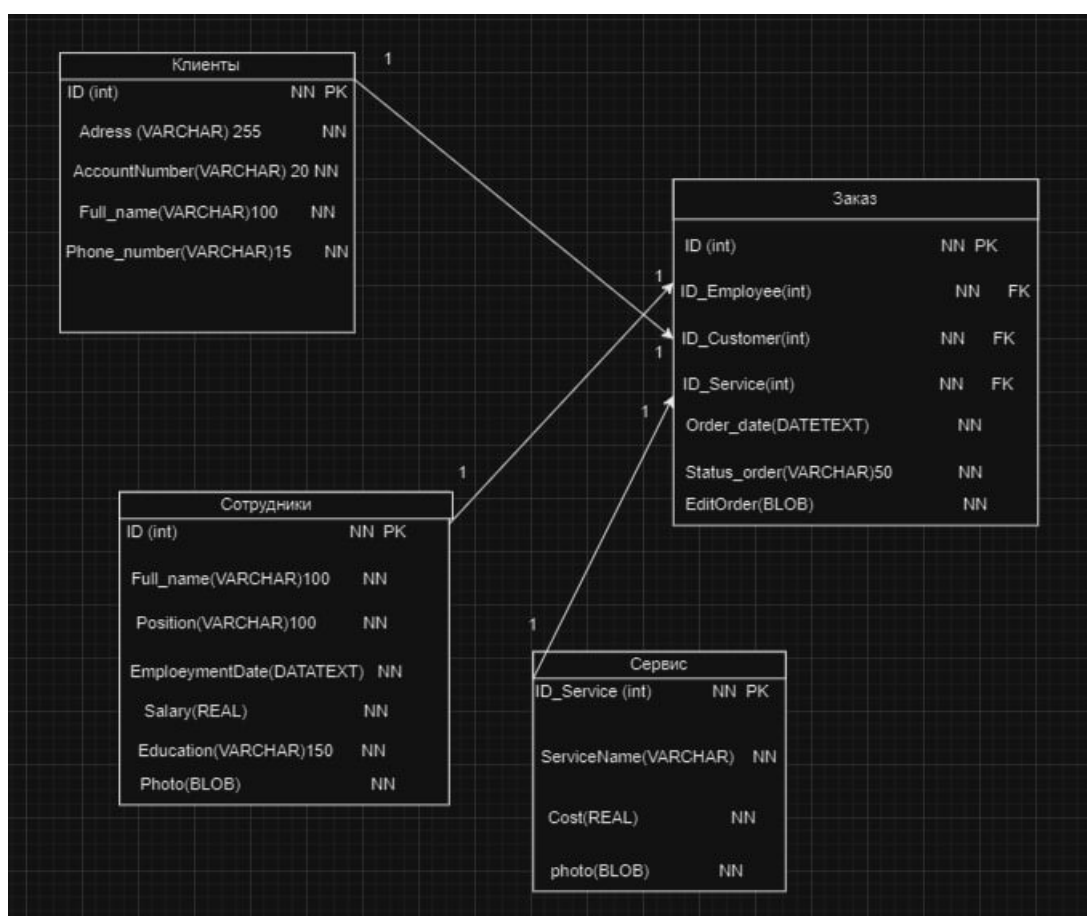 1
Клиенты
ID (int) NN PK
Adress (VARCHAR) 255 NN
AccountNumber(VARCHAR) 20 NN
Full_name(VARCHAR)100 NN
Phone_number(VARCHAR)15 NN
Заказ
ID (int) NN PK
1
ID_Employee(int) NN FK
ID_Customer(int) NN FK
1
ID_Service(int) NN FK
1
Order_date(DATETEXT) NN
Status_order(VARCHAR)50 NN
EditOrder(BLOB) NN
1
Сотрудники
ID (int) NN PK
Full_name(VARCHAR)100 NN
Position(VARCHAR)100 NN
EmploeymentDate(DATATEXT) NN
Salary(REAL) NN
Education(VARCHAR)150 NN
Photo(BLOB) NN
1
Сервис
ID_Service (int) NN PK
ServiceName(VARCHAR) NN
Cost(REAL) NN
photo(BLOB) NN